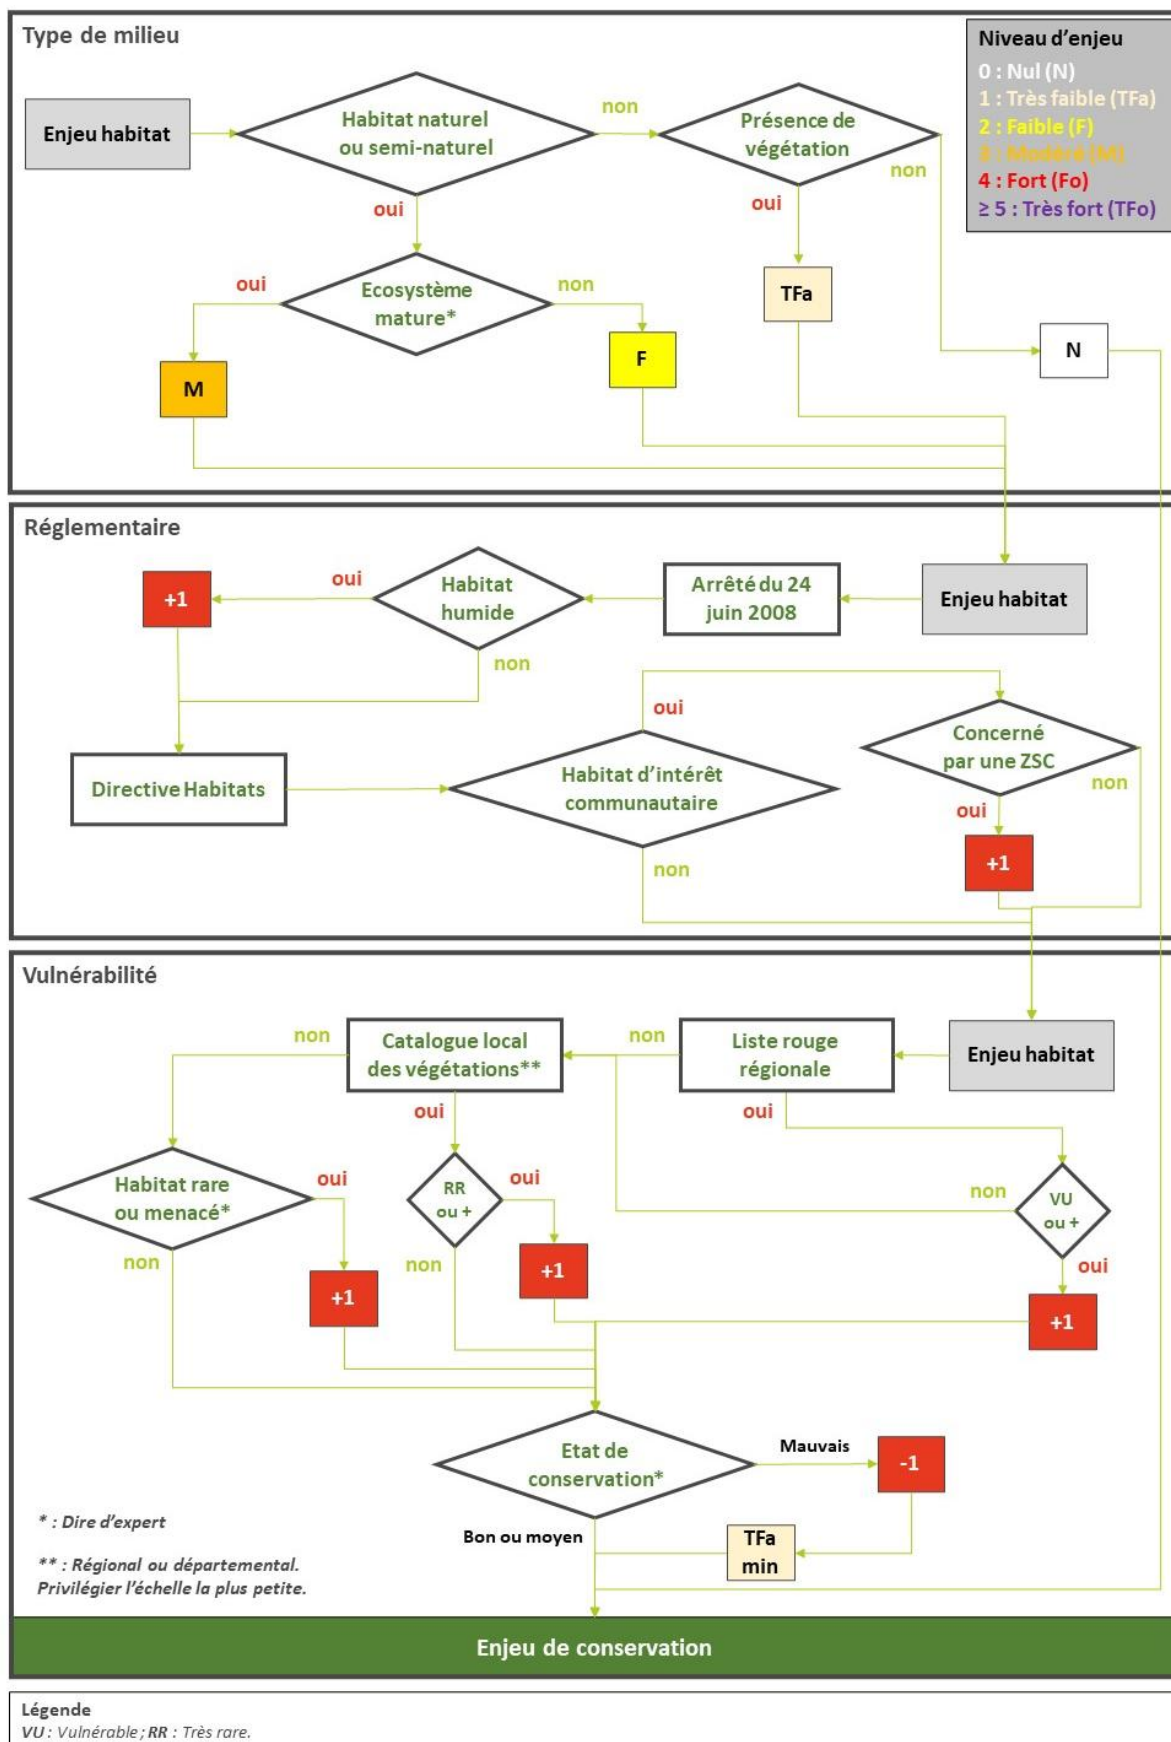 Type de milieu
Niveau d'enjeu
0 : Nul (N)
1 : Très faible (TFa)
2 : Faible (F)
3 : Modéré (M)
4 : Fort (Fo)
≥ 5 : Très fort (TFo)
Enjeu habitat
Habitat naturel
ou semi-naturel
non
Présence de
végétation
non
oui
oui
oui
Ecosystème
mature*
non
TFa
M
F
N
Réglementaire
+1
oui
Habitat
humide
non
Arrêté du 24
juin 2008
Enjeu habitat
Directive Habitats
Habitat d'intérêt
communautaire
oui
non
Concerné
par une ZSC
non
oui
+1
Vulnérabilité
non
Catalogue local
des végétations**
non
Liste rouge
régionale
Enjeu habitat
oui
oui
Habitat rare
ou menacé*
oui
non
+1
RR
ou +
oui
non
+1
non
VU
ou +
oui
+1
Etat de
conservation*
Mauvais
-1
Bon ou moyen
TFa
min
* : Dire d'expert
** : Régional ou départemental.
Privilégier l'échelle la plus petite.
Enjeu de conservation
Légende
VU : Vulnérable ; RR : Très rare.